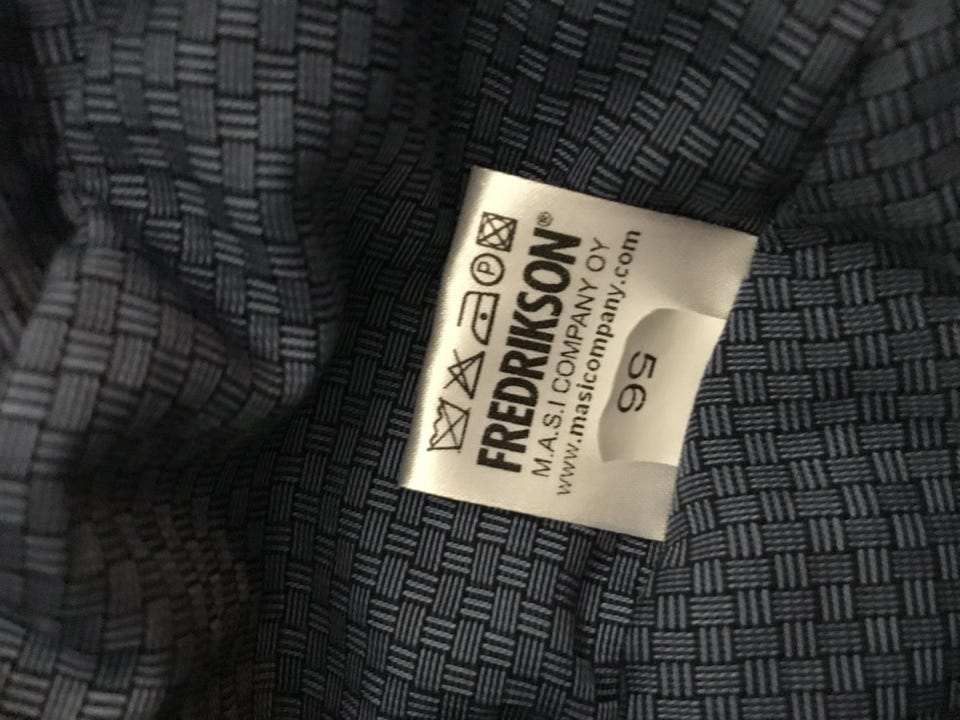 FREDRIKSON®
M.A.S.I COMPANY OY
www.masicompany.com
56